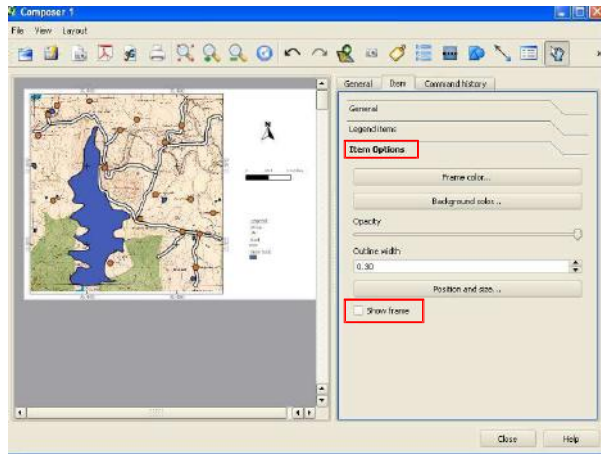 Composer 1
File View Layout
General Item Command history
General
Legend items
Item Options
Frame color...
Background color...
Opacity
Outline width
0.30
Position and size...
Show frame
Close Help